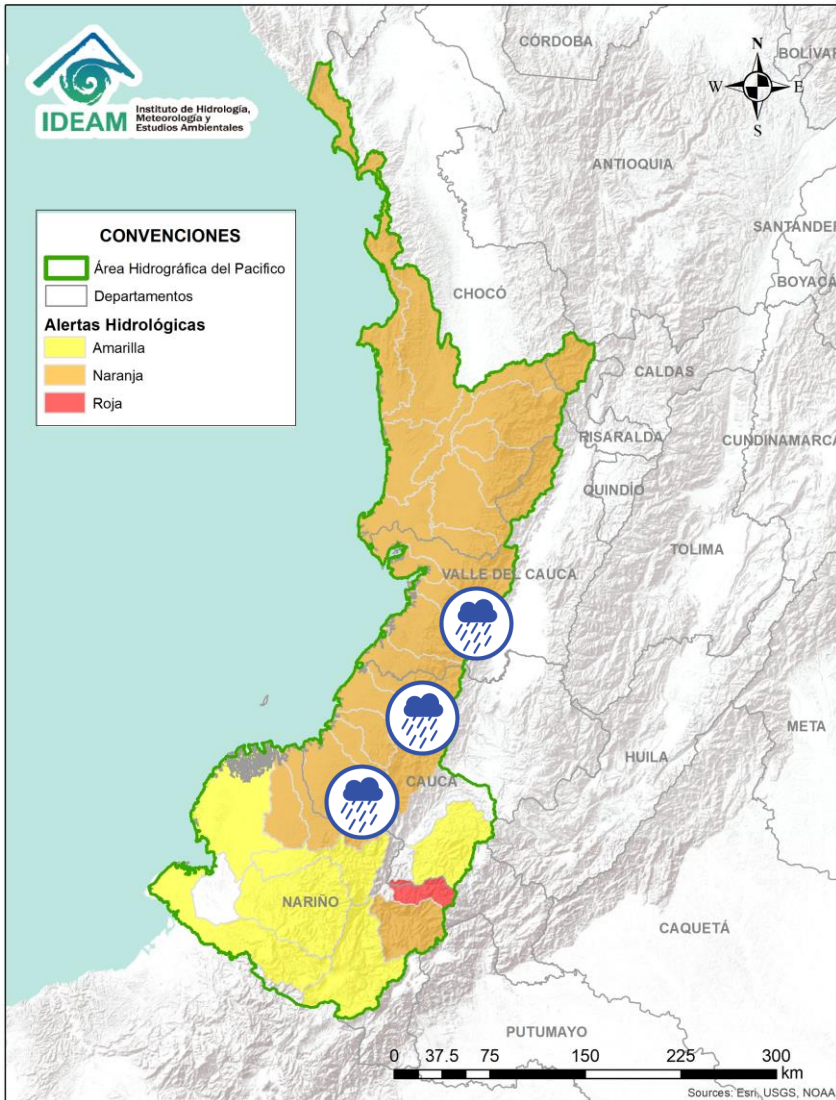 IDEAM
Instituto de Hidrología,
Meteorología y
Estudios Ambientales
CÓRDOBA
BOLÍVAR
N
W
E
S
ANTIOQUIA
SANTANDER
BOYACÁ
CONVENCIONES
Área Hidrográfica del Pacifico
Departamentos
Alertas Hidrológicas
Amarilla
Naranja
Roja
CHOCÓ
CALDAS
RISARALDA
CUNDINAMARCA
QUINDÍO
TOLIMA
VALLE DEL CAUCA
META
HUILA
CAUCA
NARIÑO
CAQUETÁ
PUTUMAYO
0 37.5 75 150 225 300
km
Sources: Esri, USGS, NOAA